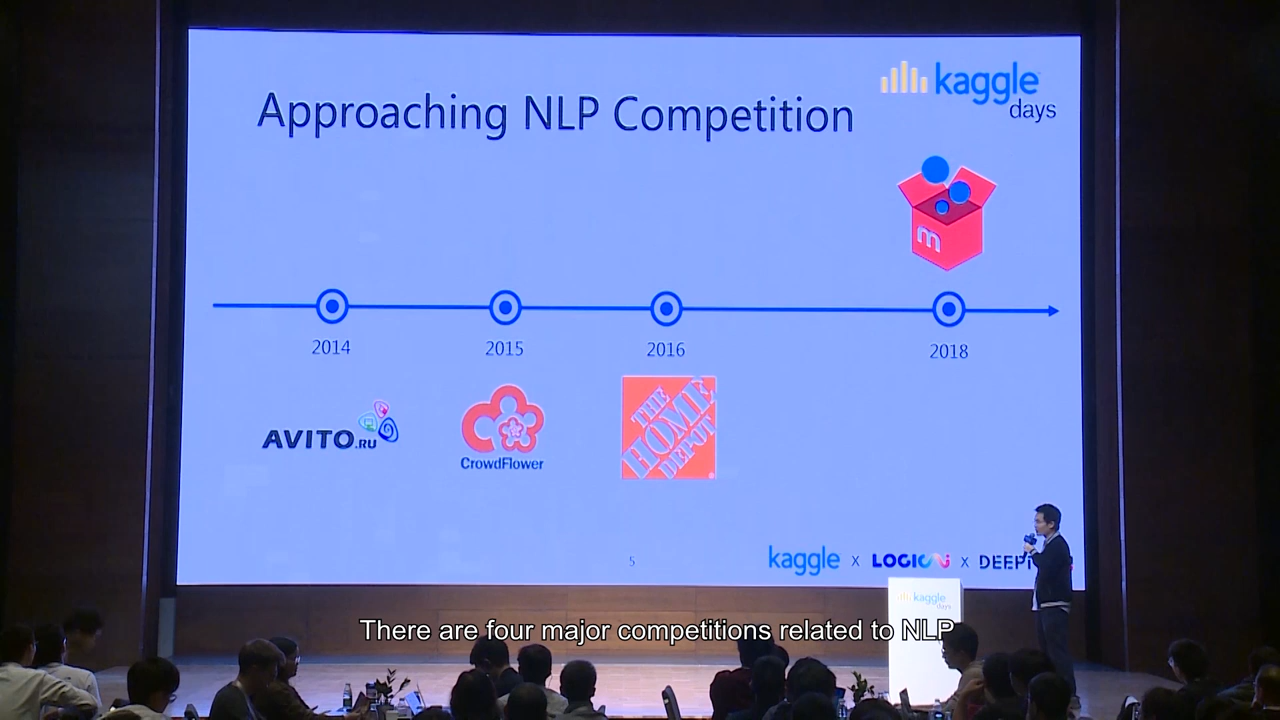 kaggle
days
Approaching NLP Competition
m
2014
2015
2016
2018
AVITO.RU
CrowdFlower
THE
HOME
DEPOT
5
kaggle x LOGIC x
kaggle
days
There are four major competitions related to NLP